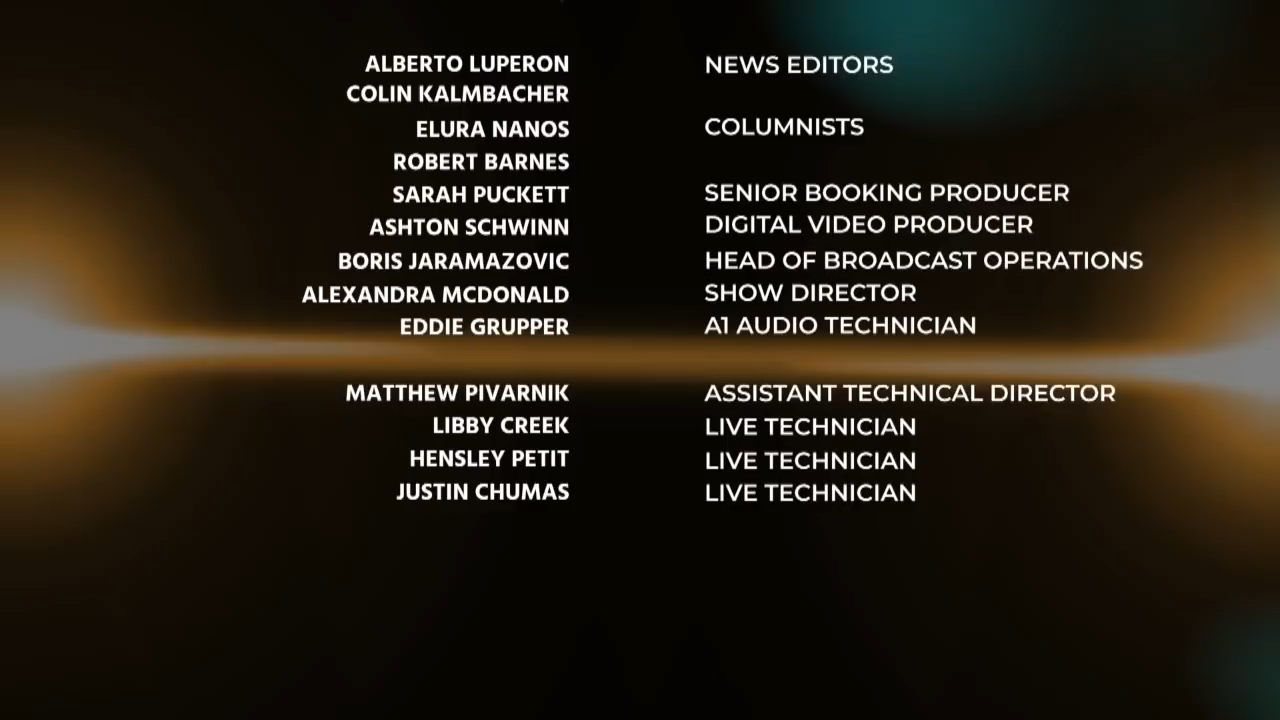 ALBERTO LUPERON NEWS EDITORS
COLIN KALMBACHER
ELURA NANOS COLUMNISTS
ROBERT BARNES
SARAH PUCKETT SENIOR BOOKING PRODUCER
ASHTON SCHWINN DIGITAL VIDEO PRODUCER
BORIS JARAMAZOVIC HEAD OF BROADCAST OPERATIONS
ALEXANDRA MCDONALD SHOW DIRECTOR
EDDIE GRUPPER A1 AUDIO TECHNICIAN
MATTHEW PIVARNIK ASSISTANT TECHNICAL DIRECTOR
LIBBY CREEK LIVE TECHNICIAN
HENSLEY PETIT LIVE TECHNICIAN
JUSTIN CHUMAS LIVE TECHNICIAN